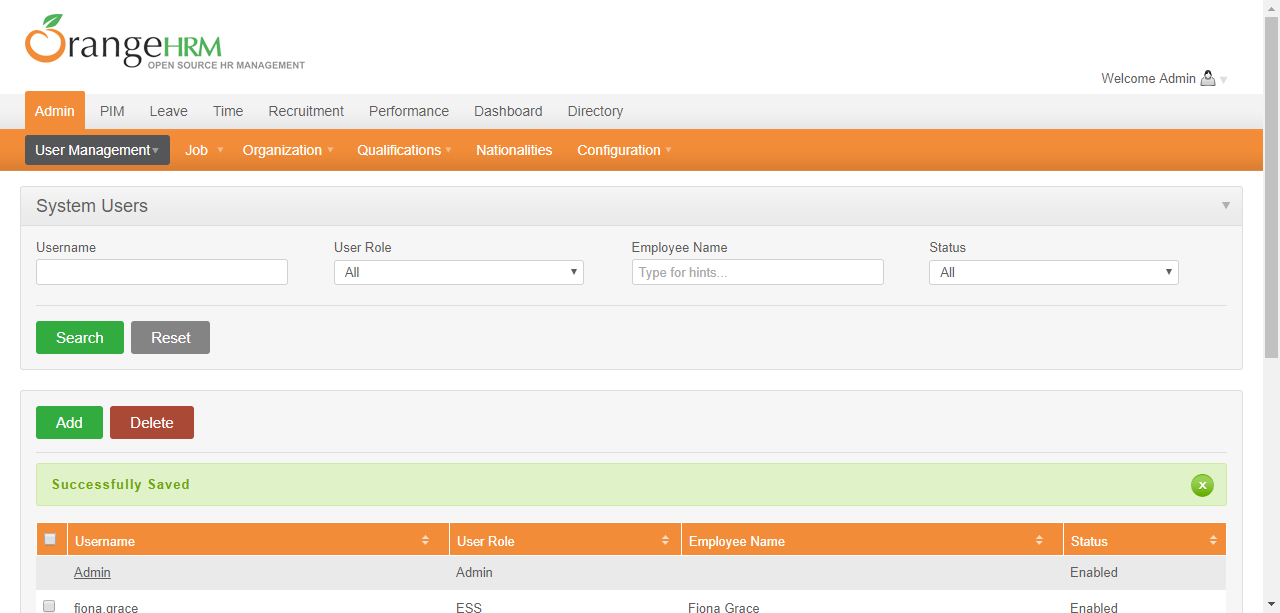 OrangeHRM
OPEN SOURCE HR MANAGEMENT
Welcome Admin
Admin PIM Leave Time Recruitment Performance Dashboard Directory
User Management Job Organization Qualifications Nationalities Configuration
System Users
Username User Role Employee Name Status
All Type for hints... All
Search Reset
Add Delete
Successfully Saved x
Username User Role Employee Name Status
Admin Admin Enabled
fiona.grace ESS Fiona Grace Enabled